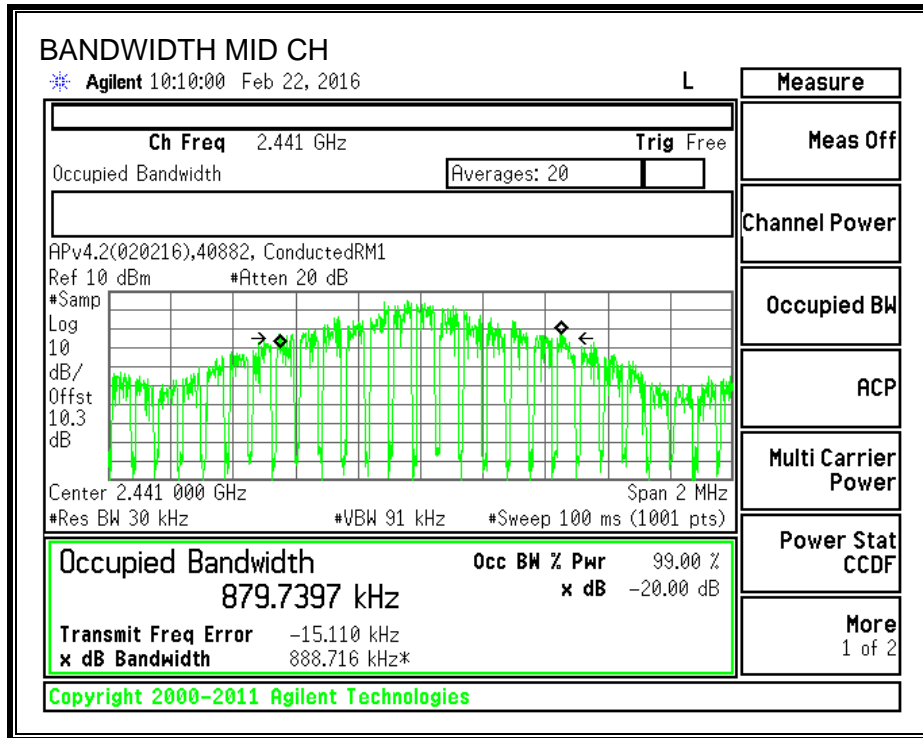 BANDWIDTH MID CH
Agilent 10:10:00 Feb 22, 2016 L
Measure
Ch Freq 2.441 GHz Trig Free
Meas Off
Occupied Bandwidth Averages: 20
Channel Power
APv4.2(020216),40882, ConductedRM1
Ref 10 dBm #Atten 20 dB
#Samp
Log
10
dB/
Offst
10.3
dB
Occupied BW
ACP
Multi Carrier
Power
Center 2.441 000 GHz Span 2 MHz
#Res BW 30 kHz #VBW 91 kHz #Sweep 100 ms (1001 pts)
Power Stat
CCDF
Occupied Bandwidth Occ BW % Pwr 99.00 %
879.7397 kHz x dB -20.00 dB
Transmit Freq Error -15.110 kHz
x dB Bandwidth 888.716 kHz*
More
1 of 2
Copyright 2000-2011 Agilent Technologies